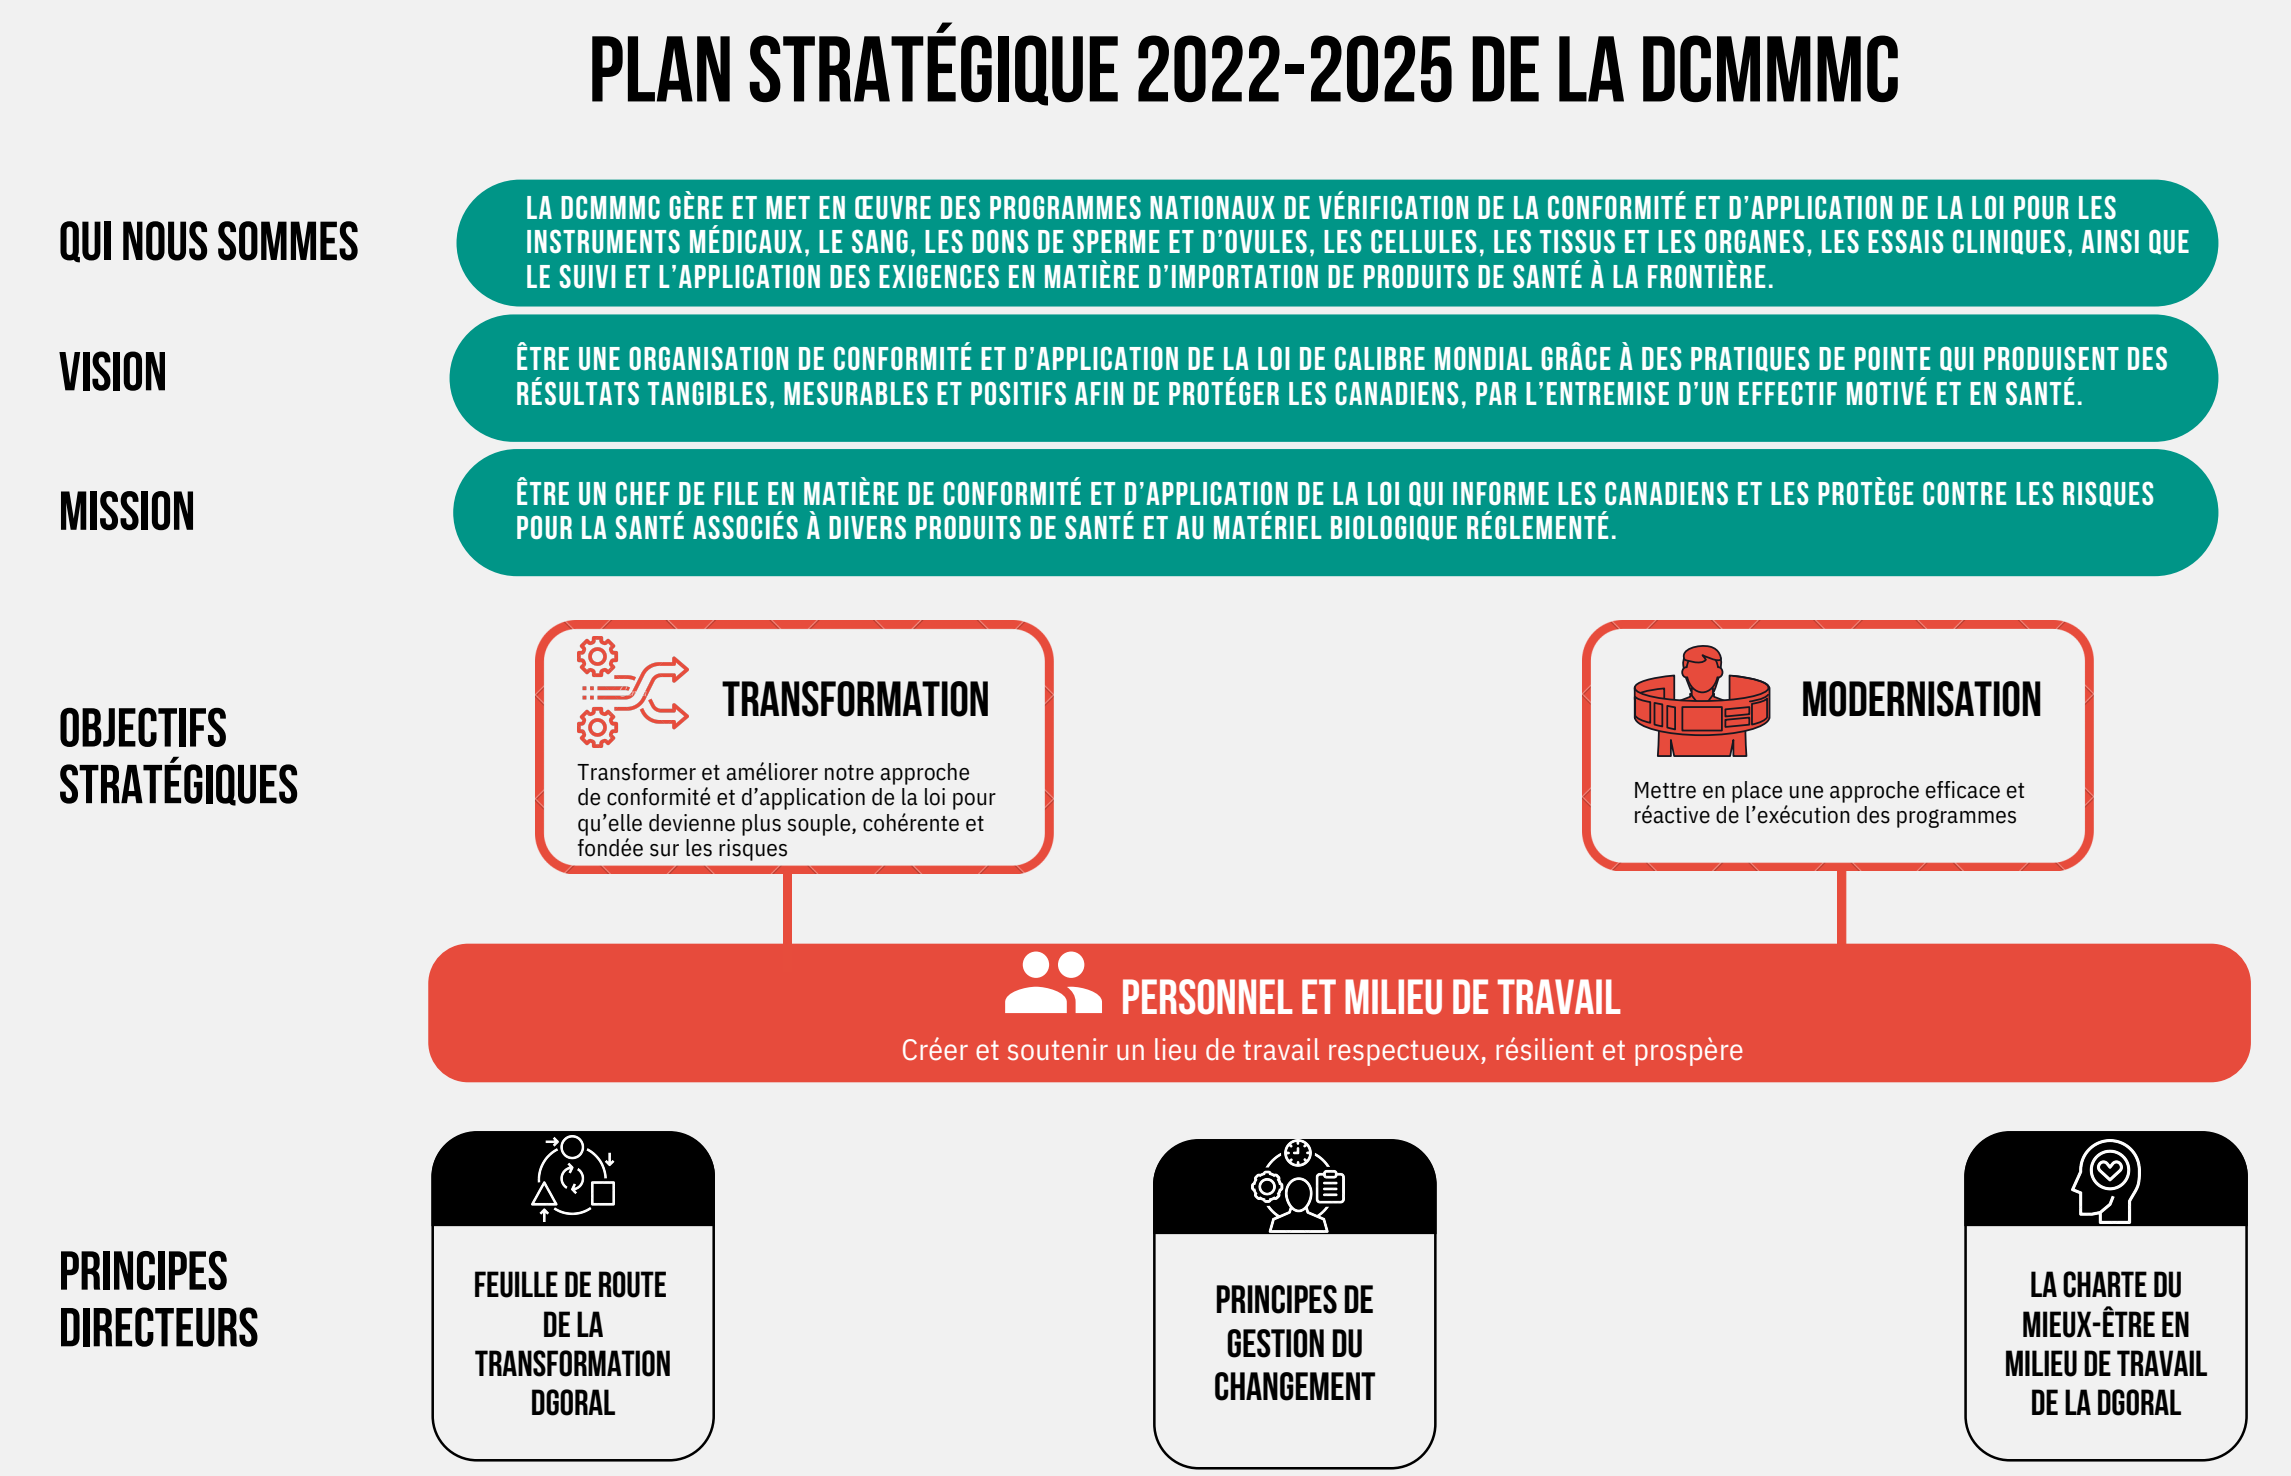 PLAN STRATÉGIQUE 2022-2025 DE LA DCMMMC
QUI NOUS SOMMES
LA DCMMMC GÈRE ET MET EN ŒUVRE DES PROGRAMMES NATIONAUX DE VÉRIFICATION DE LA CONFORMITÉ ET D'APPLICATION DE LA LOI POUR LES
INSTRUMENTS MÉDICAUX, LE SANG, LES DONS DE SPERME ET D'OVULES, LES CELLULES, LES TISSUS ET LES ORGANES, LES ESSAIS CLINIQUES, AINSI QUE
LE SUIVI ET L'APPLICATION DES EXIGENCES EN MATIÈRE D'IMPORTATION DE PRODUITS DE SANTÉ À LA FRONTIÈRE.
VISION
ÊTRE UNE ORGANISATION DE CONFORMITÉ ET D'APPLICATION DE LA LOI DE CALIBRE MONDIAL GRÂCE À DES PRATIQUES DE POINTE QUI PRODUISENT DES
RÉSULTATS TANGIBLES, MESURABLES ET POSITIFS AFIN DE PROTÉGER LES CANADIENS, PAR L'ENTREMISE D'UN EFFECTIF MOTIVÉ ET EN SANTÉ.
MISSION
ÊTRE UN CHEF DE FILE EN MATIÈRE DE CONFORMITÉ ET D'APPLICATION DE LA LOI QUI INFORME LES CANADIENS ET LES PROTÈGE CONTRE LES RISQUES
POUR LA SANTÉ ASSOCIÉS À DIVERS PRODUITS DE SANTÉ ET AU MATÉRIEL BIOLOGIQUE RÉGLEMENTÉ.
OBJECTIFS
STRATÉGIQUES
TRANSFORMATION
Transformer et améliorer notre approche
de conformité et d'application de la loi pour
qu'elle devienne plus souple, cohérente et
fondée sur les risques
MODERNISATION
Mettre en place une approche efficace et
réactive de l'exécution des programmes
PERSONNEL ET MILIEU DE TRAVAIL
Créer et soutenir un lieu de travail respectueux, résilient et prospère
PRINCIPES
DIRECTEURS
FEUILLE DE ROUTE
DE LA
TRANSFORMATION
DGORAL
PRINCIPES DE
GESTION DU
CHANGEMENT
LA CHARTE DU
MIEUX-ÊTRE EN
MILIEU DE TRAVAIL
DE LA DGORAL